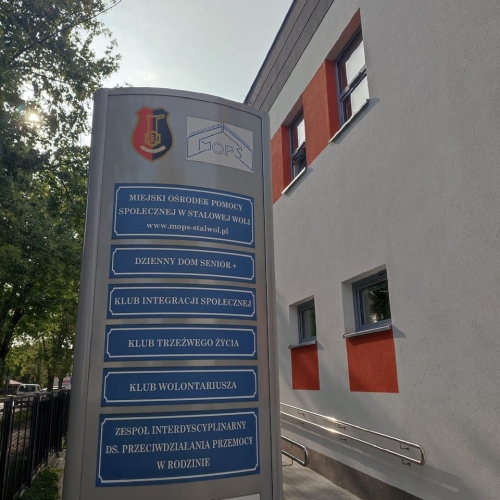 MOPS
MIEJSKI OŚRODEK POMOCY
SPOŁECZNEJ W STALOWEJ WOLI
www.mops-stalwol.pl
DZIENNY DOM SENIOR +
KLUB INTEGRACJI SPOŁECZNEJ
KLUB TRZEŹWEGO ŻYCIA
KLUB WOLONTARIUSZA
ZESPÓŁ INTERDYSCYPLINARNY
DS. PRZECIWDZIAŁANIA PRZEMOCY
W RODZINIE